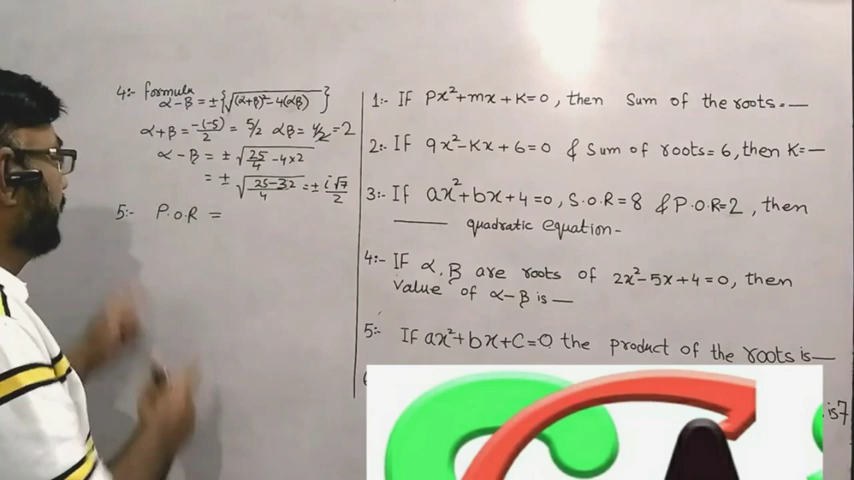 4:- formula
α-β = ±{√(α+β)²-4(αβ)}
α+β = -(-5)/2 = 5/2 αβ = 4/2 = 2
α-β = ± √25/4 - 4×2
= ± √25-32/4 = ± i√7/2
5:- P.O.R =
1:- IF Px²+mx+K=0, then Sum of the roots = —
2:- IF 9x²-Kx+6=0 & Sum of roots=6, then K=—
3:- If ax²+bx+4=0, S.O.R=8 & P.O.R=2, then
—— quadratic equation-
4:- IF α,β are roots of 2x²-5x+4=0, then
Value of α-β is —
5:- If ax²+bx+C=0 the product of the roots is—
is 7